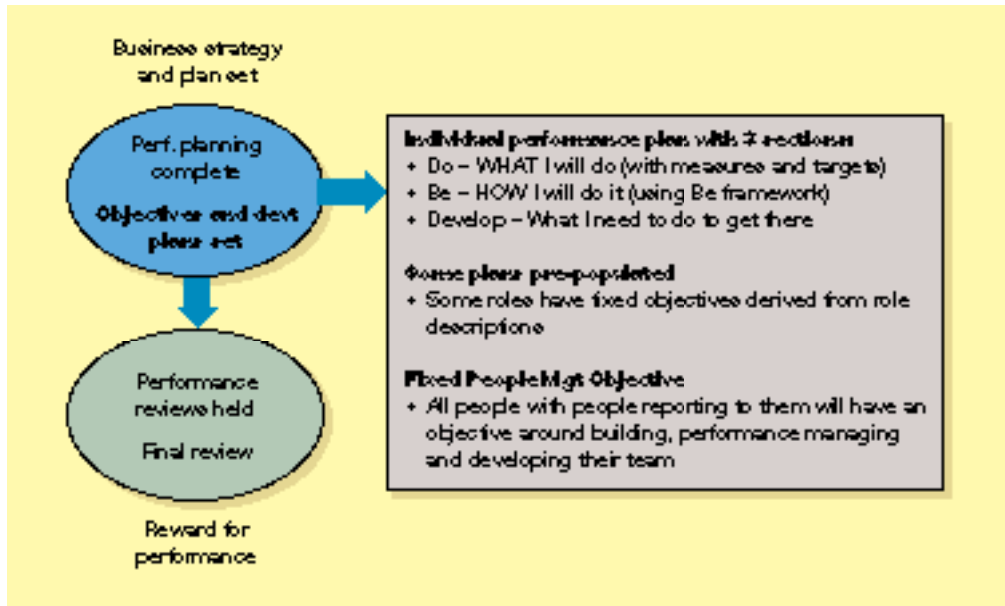 Business strategy
and plan set
Perf. planning
complete
Objectives and devt
plans set
Individual performance plan with 3 sections:
• Do – WHAT I will do (with measures and targets)
• Be – HOW I will do it (using Be framework)
• Develop – What I need to do to get there
Some plans pre-populated
• Some roles have fixed objectives derived from role
descriptions
Fixed People Mgt Objective
• All people with people reporting to them will have an
objective around building, performance managing
and developing their team
Performance
reviews held
Final review
Reward for
performance